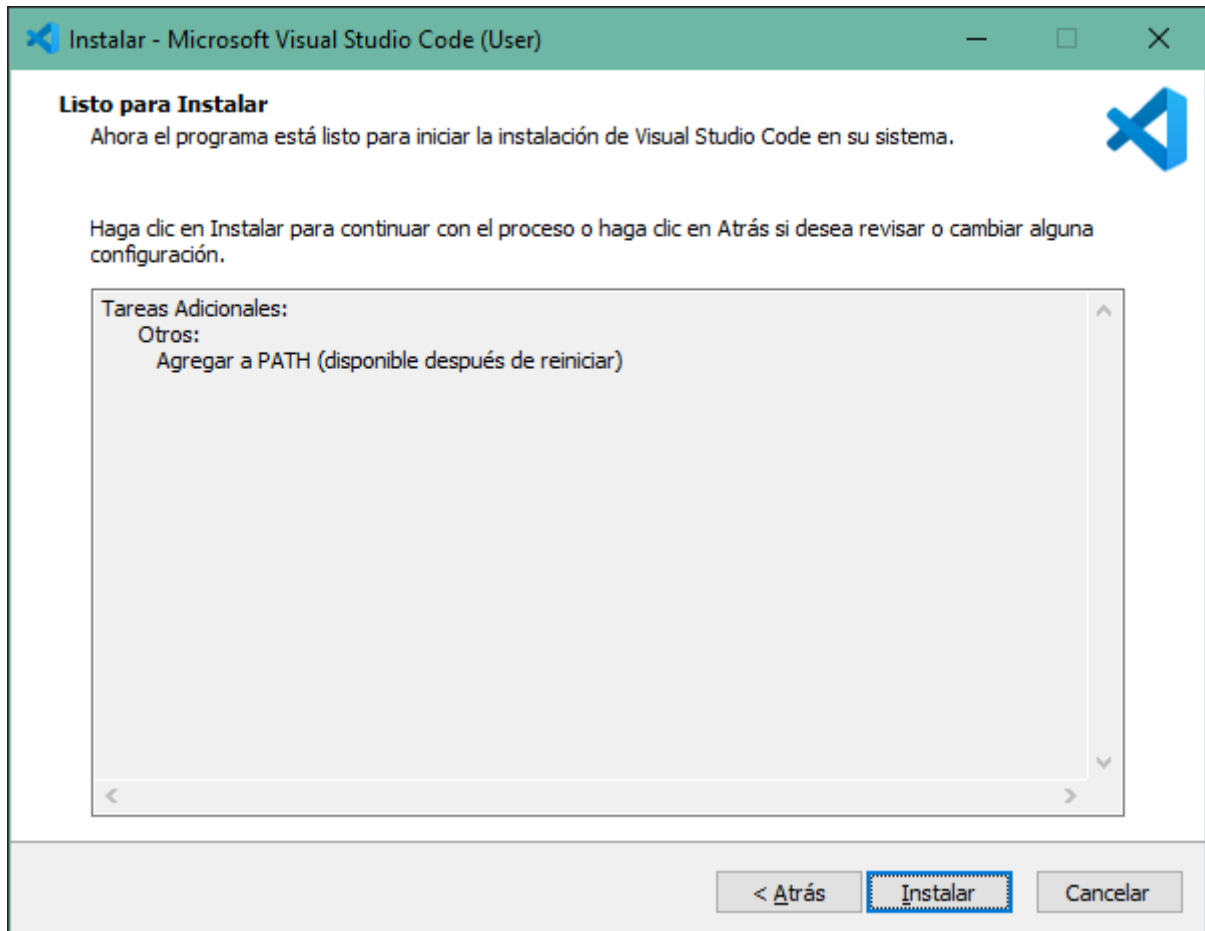 Instalar - Microsoft Visual Studio Code (User)
Listo para Instalar
Ahora el programa está listo para iniciar la instalación de Visual Studio Code en su sistema.
Haga clic en Instalar para continuar con el proceso o haga clic en Atrás si desea revisar o cambiar alguna
configuración.
Tareas Adicionales:
Otros:
Agregar a PATH (disponible después de reiniciar)
< Atrás
Instalar
Cancelar